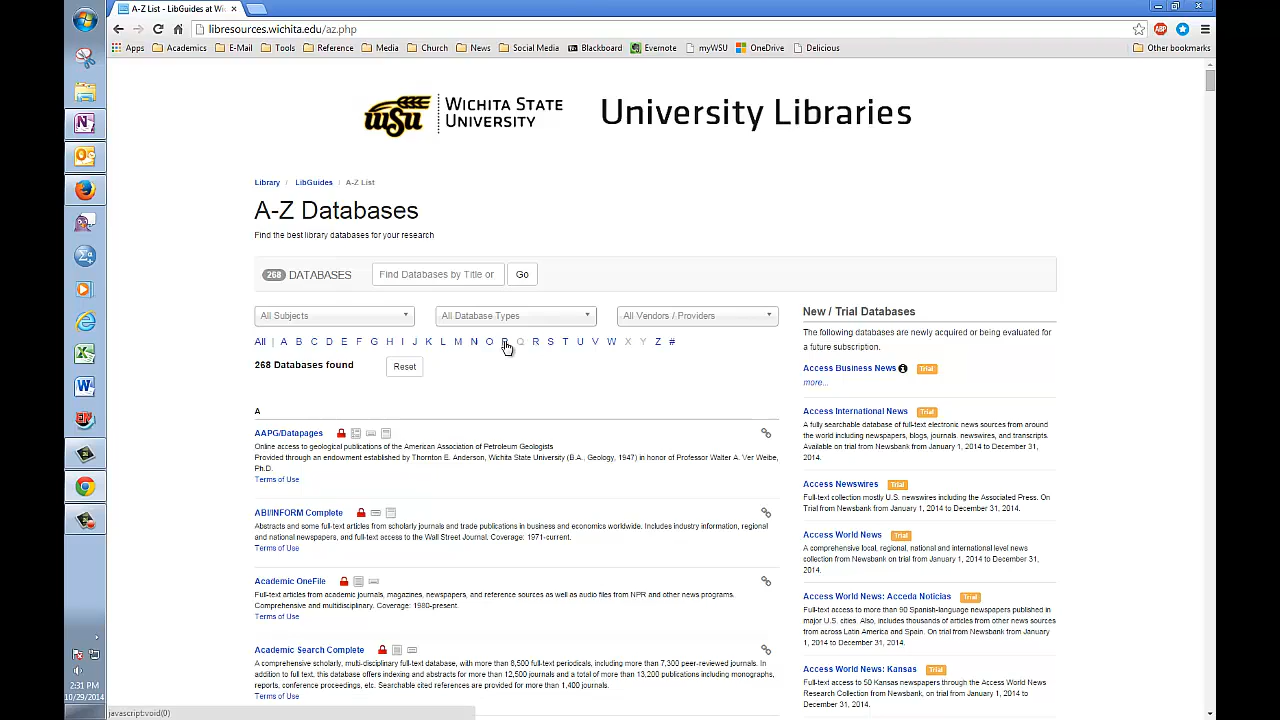 A-Z List - LibGuides at Wi
libresources.wichita.edu/az.php
ABP
Apps Academics E-Mail Tools Reference Media Church News Social Media Blackboard Evernote myWSU OneDrive Delicious Other bookmarks
WSU WICHITA STATE UNIVERSITY University Libraries
Library / LibGuides / A-Z List
A-Z Databases
Find the best library databases for your research
268 DATABASES Find Databases by Title or Go
All Subjects All Database Types All Vendors / Providers
All | A B C D E F G H I J K L M N O Q R S T U V W X Y Z #
268 Databases found Reset
A
AAPG/Datapages
Online access to geological publications of the American Association of Petroleum Geologists
Provided through an endowment established by Thornton E. Anderson, Wichita State University (B.A., Geology, 1947) in honor of Professor Walter A. Ver Weibe,
Ph.D.
Terms of Use
ABI/INFORM Complete
Abstracts and some full-text articles from scholarly journals and trade publications in business and economics worldwide. Includes industry information, regional
and national newspapers, and full-text access to the Wall Street Journal. Coverage: 1971-current.
Terms of Use
Academic OneFile
Full-text articles from academic journals, magazines, newspapers, and reference sources as well as audio files from NPR and other news programs.
Comprehensive and multidisciplinary. Coverage: 1980-present.
Terms of Use
Academic Search Complete
A comprehensive scholarly, multi-disciplinary full-text database, with more than 8,500 full-text periodicals, including more than 7,300 peer-reviewed journals. In
addition to full text, this database offers indexing and abstracts for more than 12,500 journals and a total of more than 13,200 publications including monographs,
reports, conference proceedings, etc. Searchable cited references are provided for more than 1,400 journals.
Terms of Use
New / Trial Databases
The following databases are newly acquired or being evaluated
for a future subscription.
Access Business News Trial
more...
Access International News Trial
A fully searchable database of full-text electronic news sources from around
the world including newspapers, blogs, journals, newswires, and transcripts.
Available on trial from Newsbank from January 1, 2014 to December 31,
2014.
Access Newswires Trial
Full-text collection mostly U.S. newswires including the Associated Press. On
Trial from Newsbank from January 1, 2014 to December 31, 2014.
Access World News Trial
A comprehensive local, regional, national and international level news
collection from Newsbank from January 1, 2014 to December 31,
2014.
Access World News: Acceda Noticias Trial
Full-text access to more than 90 Spanish-language newspapers published in
major U.S. cities. Also, includes thousands of articles from other news sources
from across Latin America and Spain. On trial from Newsbank from January
1, 2014 to December 31, 2014.
Access World News: Kansas Trial
Full-text access to 50 Kansas newspapers through the Access World News
Research Collection from Newsbank, on trial from January 1, 2014 to
December 31, 2014.
javascript:void(0)
2:31 PM
10/29/2014